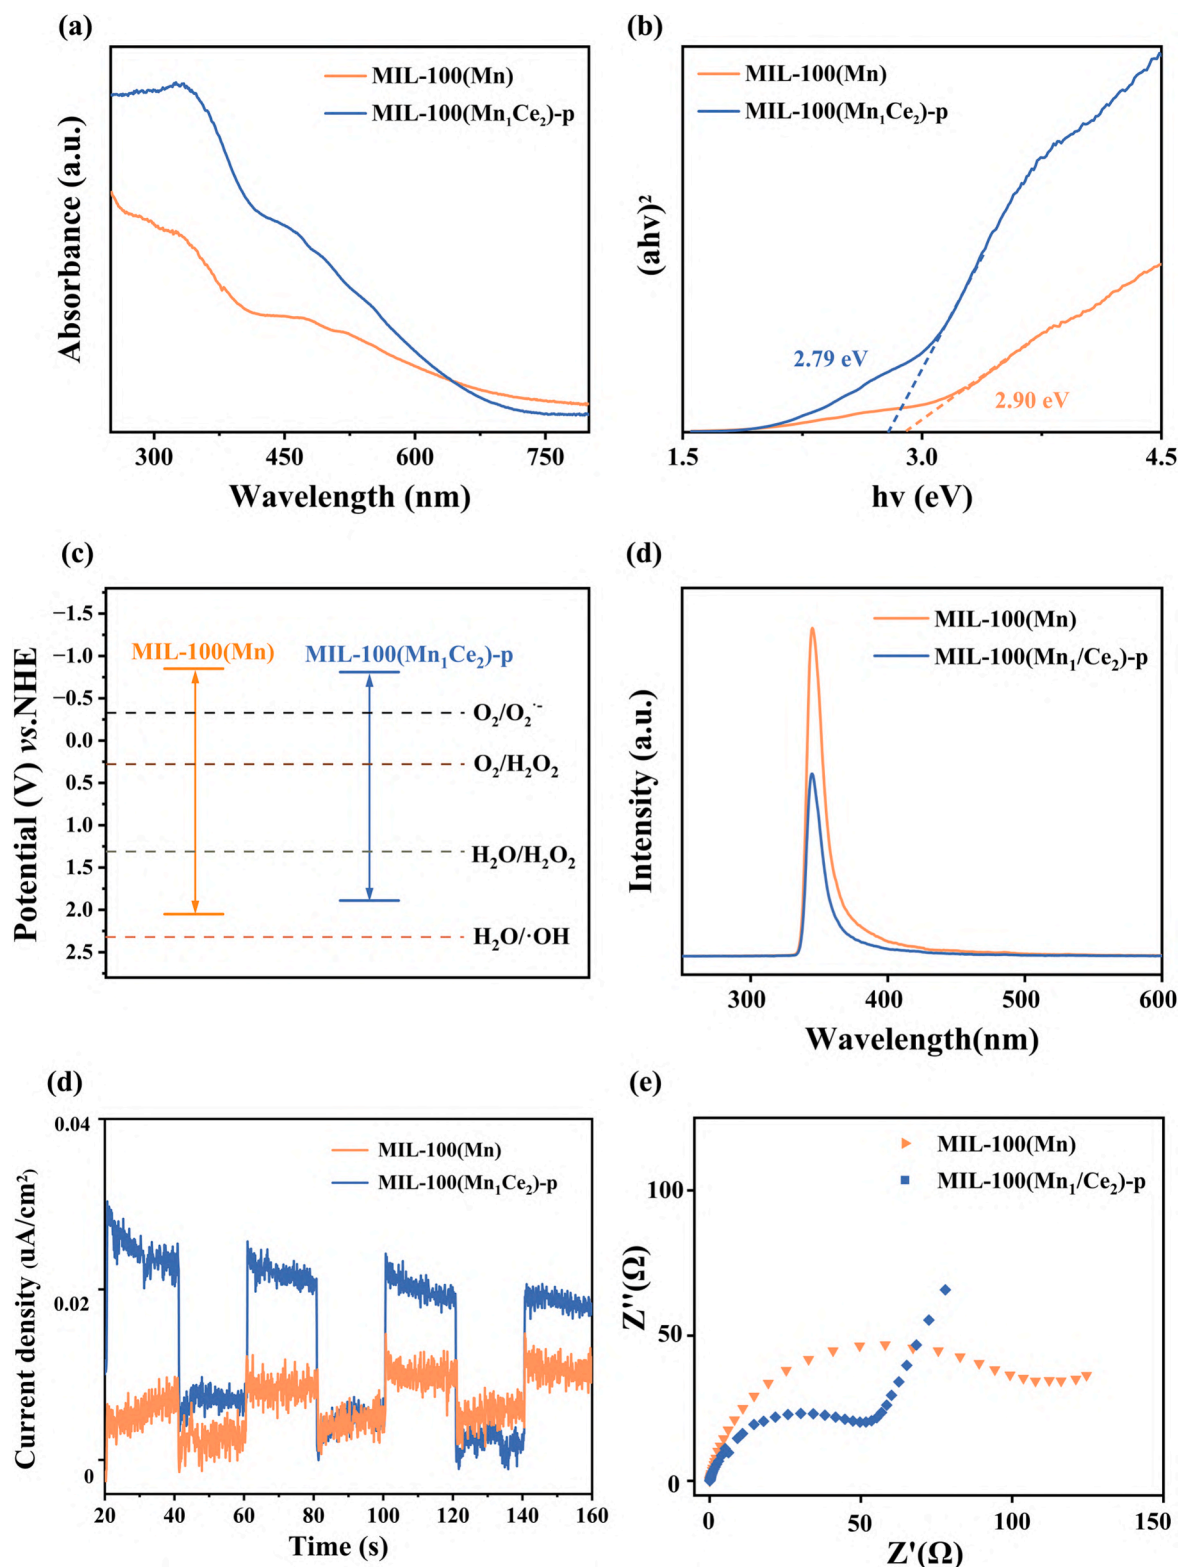 (a)
MIL-100(Mn)
MIL-100(Mn₁Ce₂)-p
Absorbance (a.u.)
300 450 600 750
Wavelength (nm)
(b)
MIL-100(Mn)
MIL-100(Mn₁Ce₂)-p
(ahv)²
2.79 eV
2.90 eV
1.5 3.0 4.5
hv (eV)
(c)
Potential (V) vs.NHE
−1.5
−1.0
−0.5
0.0
0.5
1.0
1.5
2.0
2.5
MIL-100(Mn)
MIL-100(Mn₁Ce₂)-p
O₂/O₂˙⁻
O₂/H₂O₂
H₂O/H₂O₂
H₂O/·OH
(d)
MIL-100(Mn)
MIL-100(Mn₁/Ce₂)-p
Intensity (a.u.)
300 400 500 600
Wavelength(nm)
(d)
MIL-100(Mn)
MIL-100(Mn₁Ce₂)-p
Current density (uA/cm²)
0.04
0.02
0
20 40 60 80 100 120 140 160
Time (s)
(e)
MIL-100(Mn)
MIL-100(Mn₁/Ce₂)-p
Z''(Ω)
100
50
0
0 50 100 150
Z'(Ω)